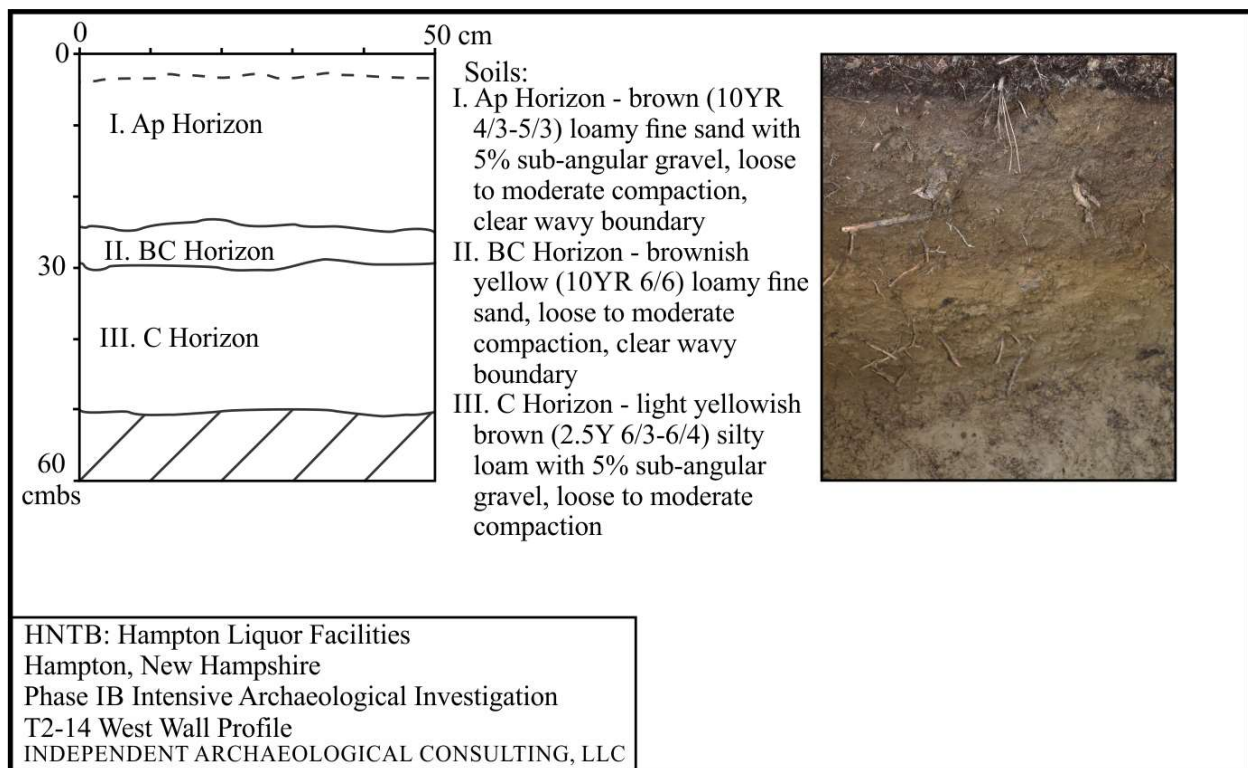 0
50 cm
0
I. Ap Horizon
II. BC Horizon
30
III. C Horizon
60
cmbs
Soils:
I. Ap Horizon - brown (10YR
4/3-5/3) loamy fine sand with
5% sub-angular gravel, loose
to moderate compaction,
clear wavy boundary
II. BC Horizon - brownish
yellow (10YR 6/6) loamy fine
sand, loose to moderate
compaction, clear wavy
boundary
III. C Horizon - light yellowish
brown (2.5Y 6/3-6/4) silty
loam with 5% sub-angular
gravel, loose to moderate
compaction
HNTB: Hampton Liquor Facilities
Hampton, New Hampshire
Phase IB Intensive Archaeological Investigation
T2-14 West Wall Profile
INDEPENDENT ARCHAEOLOGICAL CONSULTING, LLC